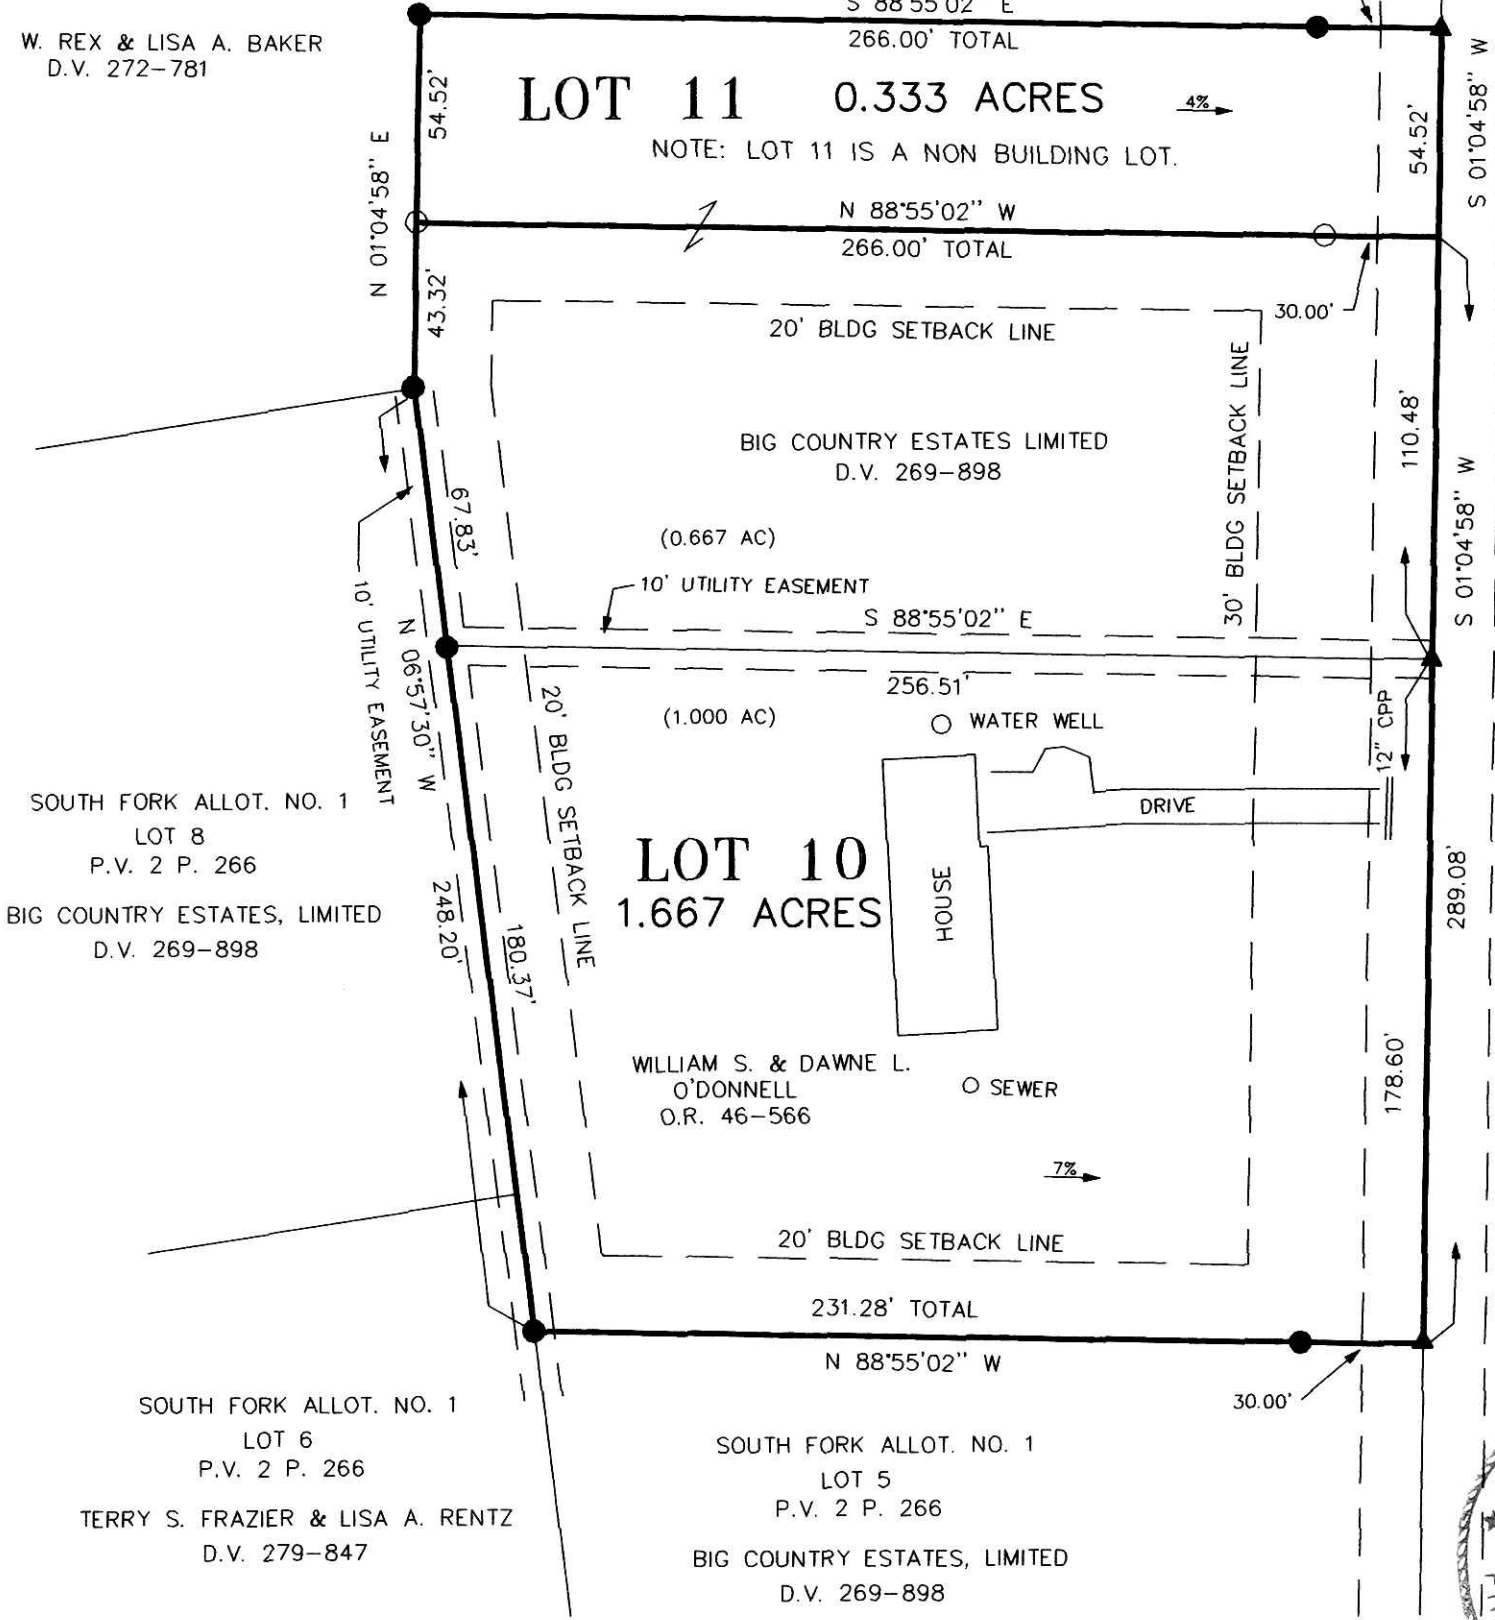 S 88°55'02" E
266.00' TOTAL
W. REX & LISA A. BAKER
D.V. 272-781
54.52'
LOT 11 0.333 ACRES
4%
NOTE: LOT 11 IS A NON BUILDING LOT.
54.52'
S 01°04'58" W
N 01°04'58" E
N 88°55'02" W
266.00' TOTAL
43.32'
30.00'
20' BLDG SETBACK LINE
30' BLDG SETBACK LINE
110.48'
BIG COUNTRY ESTATES LIMITED
D.V. 269-898
S 01°04'58" W
67.83'
(0.667 AC)
10' UTILITY EASEMENT
10' UTILITY EASEMENT
S 88°55'02" E
N 06°57'30" W
256.51'
(1.000 AC)
WATER WELL
12" CPP
20' BLDG SETBACK LINE
DRIVE
SOUTH FORK ALLOT. NO. 1
LOT 8
P.V. 2 P. 266
BIG COUNTRY ESTATES, LIMITED
D.V. 269-898
LOT 10
1.667 ACRES
HOUSE
289.08'
248.20'
180.37'
178.60'
WILLIAM S. & DAWNE L.
O'DONNELL
O.R. 46-566
SEWER
7%
20' BLDG SETBACK LINE
231.28' TOTAL
N 88°55'02" W
30.00'
SOUTH FORK ALLOT. NO. 1
LOT 6
P.V. 2 P. 266
TERRY S. FRAZIER & LISA A. RENTZ
D.V. 279-847
SOUTH FORK ALLOT. NO. 1
LOT 5
P.V. 2 P. 266
BIG COUNTRY ESTATES, LIMITED
D.V. 269-898